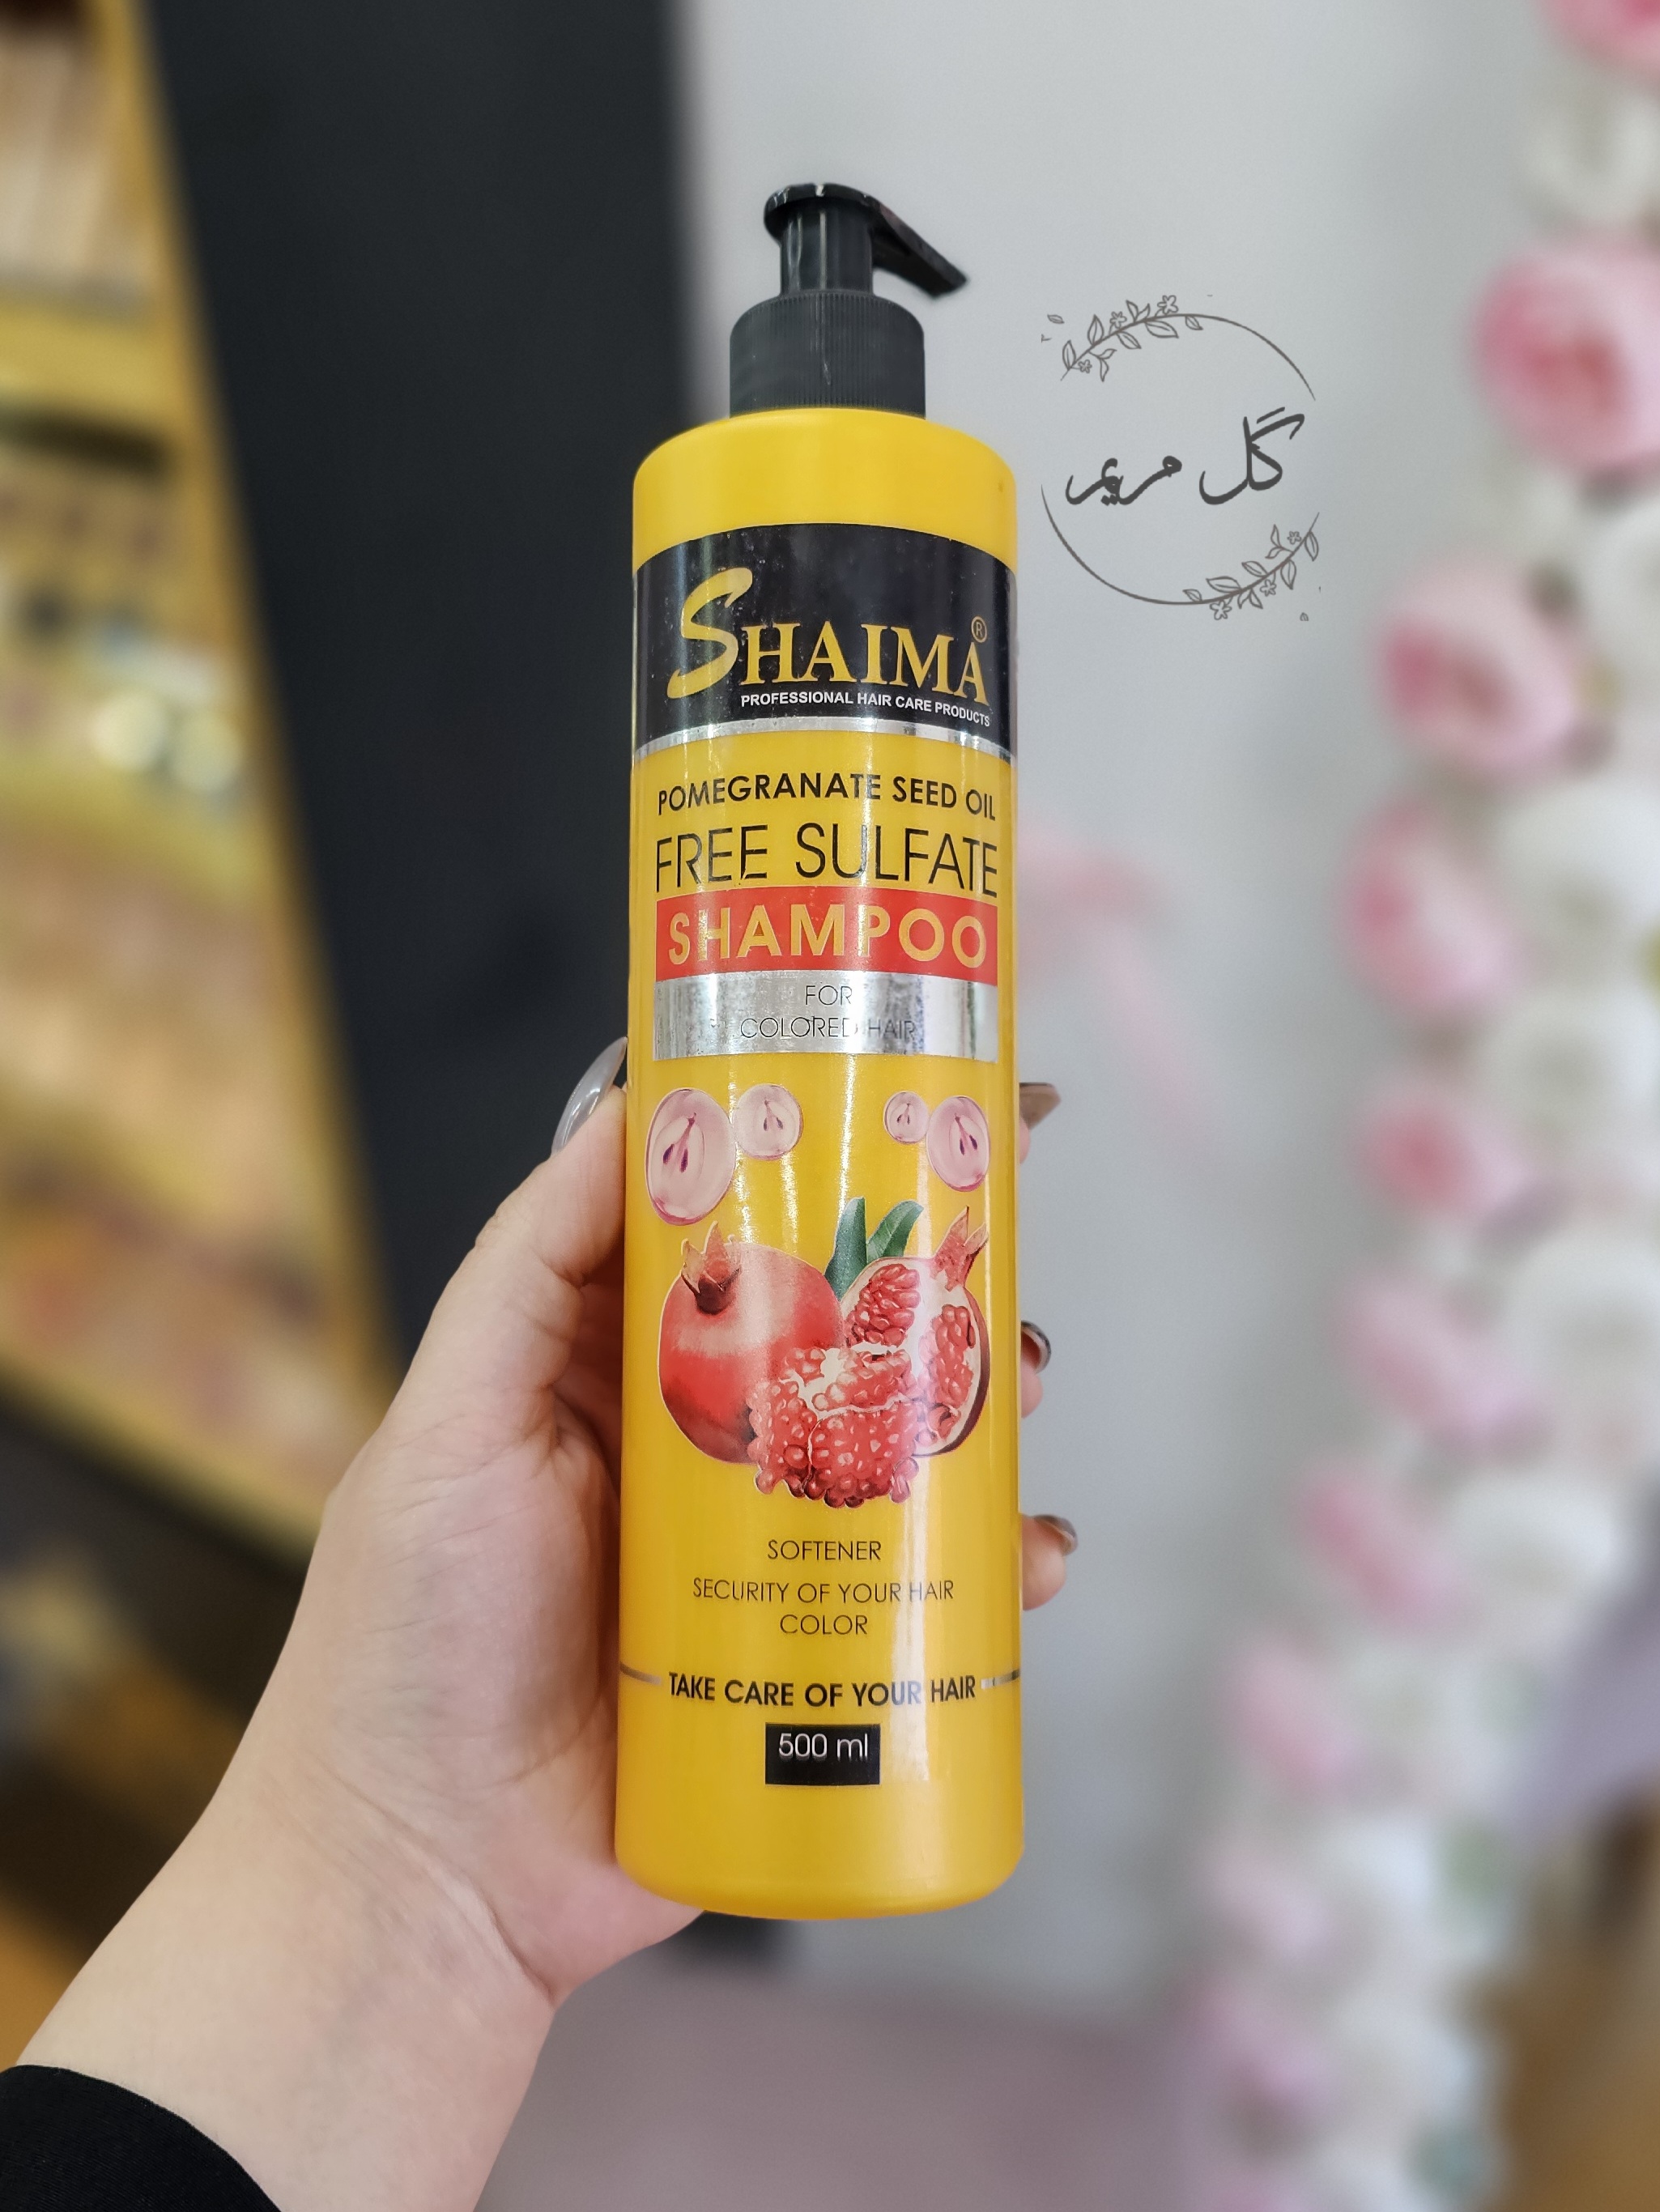 گل مریم
SHAIMA®
PROFESSIONAL HAIR CARE PRODUCTS
POMEGRANATE SEED OIL
FREE SULFATE
SHAMPOO
FOR
COLORED HAIR
SOFTENER
SECURITY OF YOUR HAIR
COLOR
TAKE CARE OF YOUR HAIR
500 ml